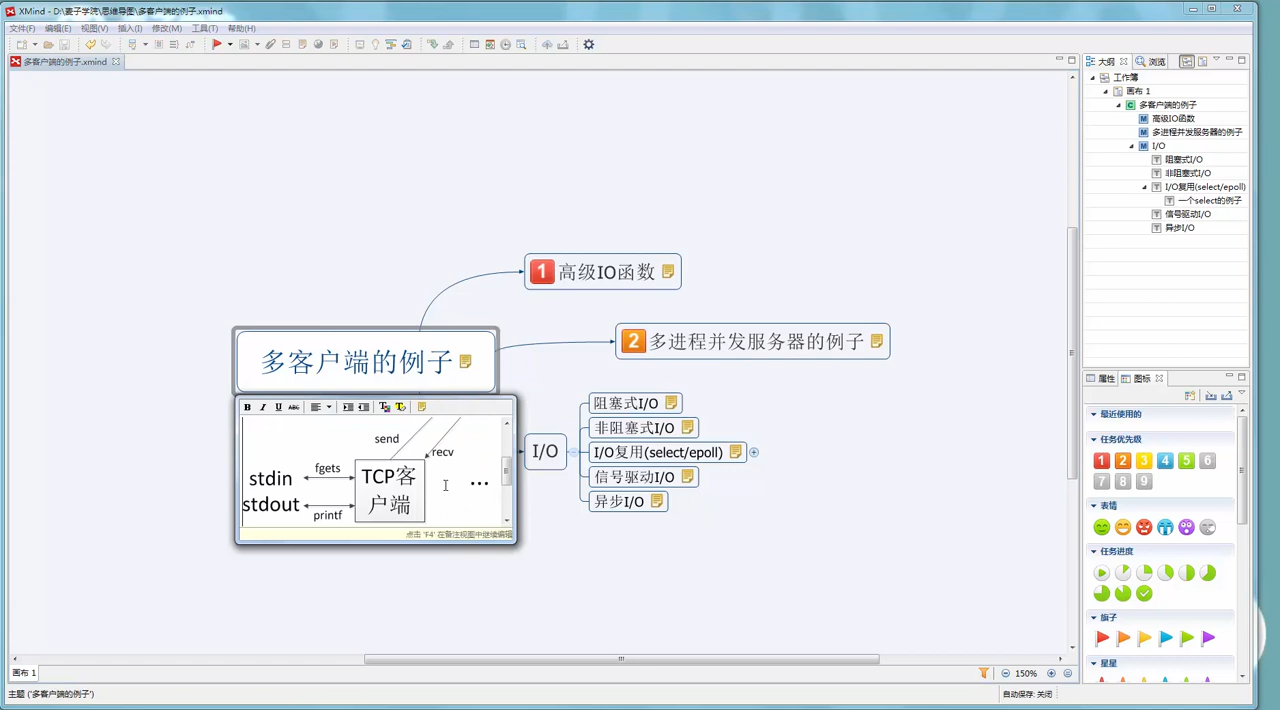 XMind - D:\麦子学院\思维导图\多客户端的例子.xmind
文件(F) 编辑(E) 视图(V) 插入(I) 修改(M) 工具(T) 帮助(H)
多客户端的例子.xmind
1 高级IO函数
2 多进程并发服务器的例子
多客户端的例子
I/O
阻塞式I/O
非阻塞式I/O
I/O复用(select/epoll)
信号驱动I/O
异步I/O
B I U ABC
send
recv
stdin
fgets
TCP客
户端
...
stdout
printf
点击 'F4' 在备注视图中继续编辑
大纲 浏览
工作簿
画布 1
多客户端的例子
高级IO函数
多进程并发服务器的例子
I/O
阻塞式I/O
非阻塞式I/O
I/O复用(select/epoll)
一个select的例子
信号驱动I/O
异步I/O
属性 图标
最近使用的
任务优先级
1 2 3 4 5 6
7 8 9
表情
任务进度
旗子
星星
画布 1
150%
主题 ('多客户端的例子')
自动保存: 关闭